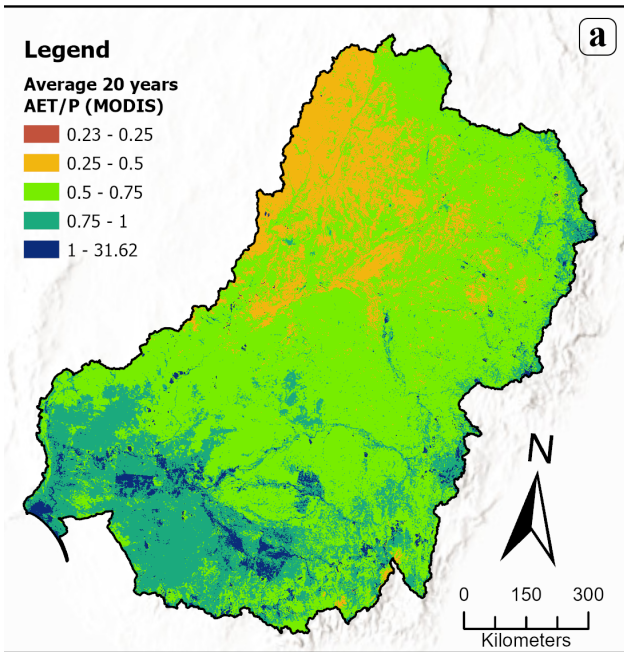 a
Legend
Average 20 years
AET/P (MODIS)
0.23 - 0.25
0.25 - 0.5
0.5 - 0.75
0.75 - 1
1 - 31.62
N
0 150 300
Kilometers